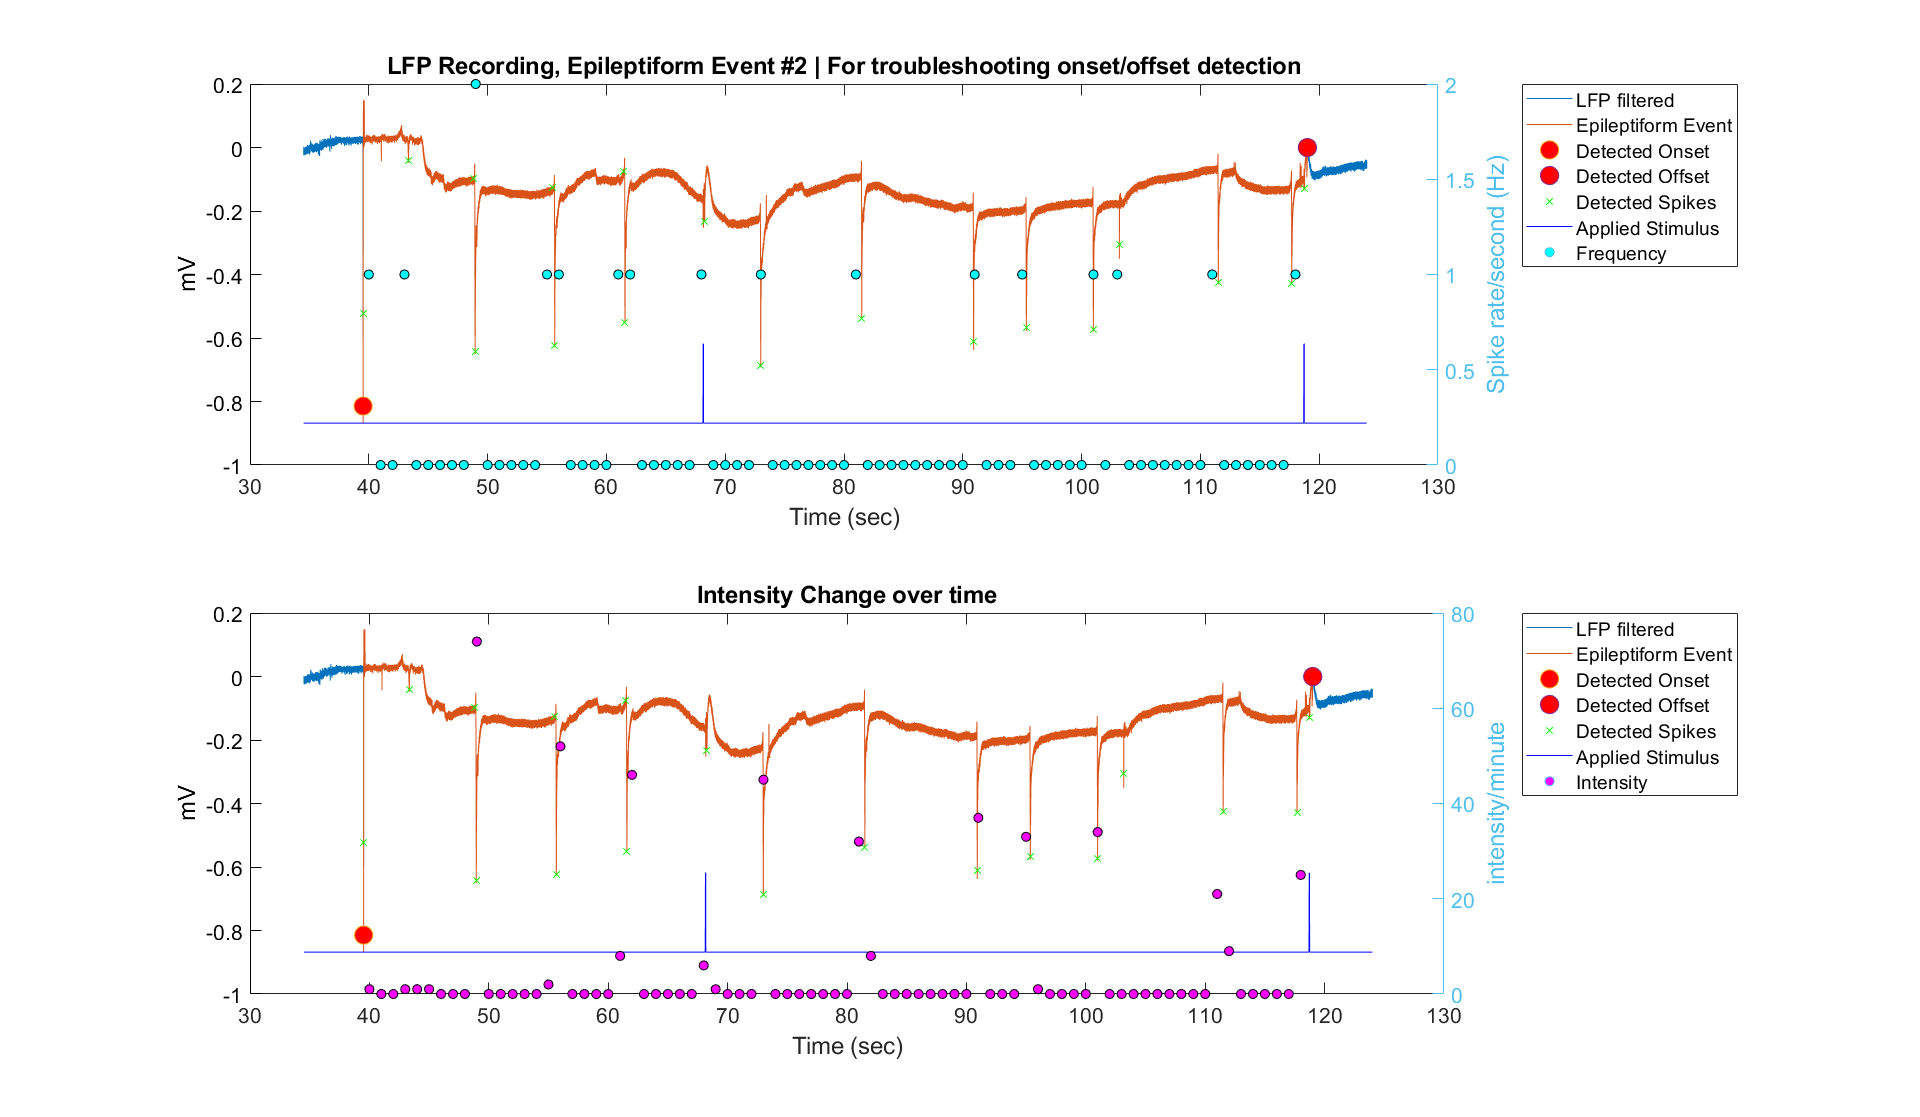 LFP Recording, Epileptiform Event #2 | For troubleshooting onset/offset detection
0.2
0
-0.2
-0.4
-0.6
-0.8
-1
mV
30 40 50 60 70 80 90 100 110 120 130
Time (sec)
2
1.5
1
0.5
0
Spike rate/second (Hz)
LFP filtered
Epileptiform Event
Detected Onset
Detected Offset
Detected Spikes
Applied Stimulus
Frequency
Intensity Change over time
0.2
0
-0.2
-0.4
-0.6
-0.8
-1
mV
30 40 50 60 70 80 90 100 110 120 130
Time (sec)
80
60
40
20
0
intensity/minute
LFP filtered
Epileptiform Event
Detected Onset
Detected Offset
Detected Spikes
Applied Stimulus
Intensity